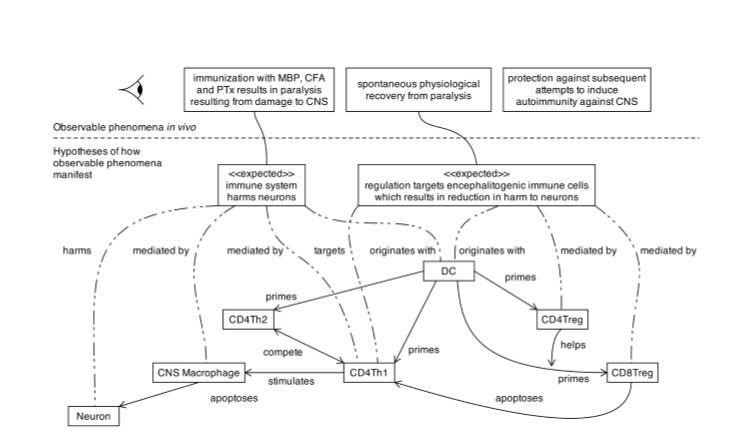 immunization with MBP, CFA
and PTx results in paralysis
resulting from damage to CNS
spontaneous physiological
recovery from paralysis
protection against subsequent
attempts to induce
autoimmunity against CNS
Observable phenomena in vivo
Hypotheses of how
observable phenomena
manifest
<<expected>>
immune system
harms neurons
<<expected>>
regulation targets encephalitogenic immune cells
which results in reduction in harm to neurons
harms
mediated by
mediated by
targets
originates with
originates with
mediated by
mediated by
DC
primes
primes
CD4Th2
CD4Treg
compete
primes
helps
CNS Macrophage
stimulates
CD4Th1
primes
CD8Treg
apoptoses
apoptoses
Neuron